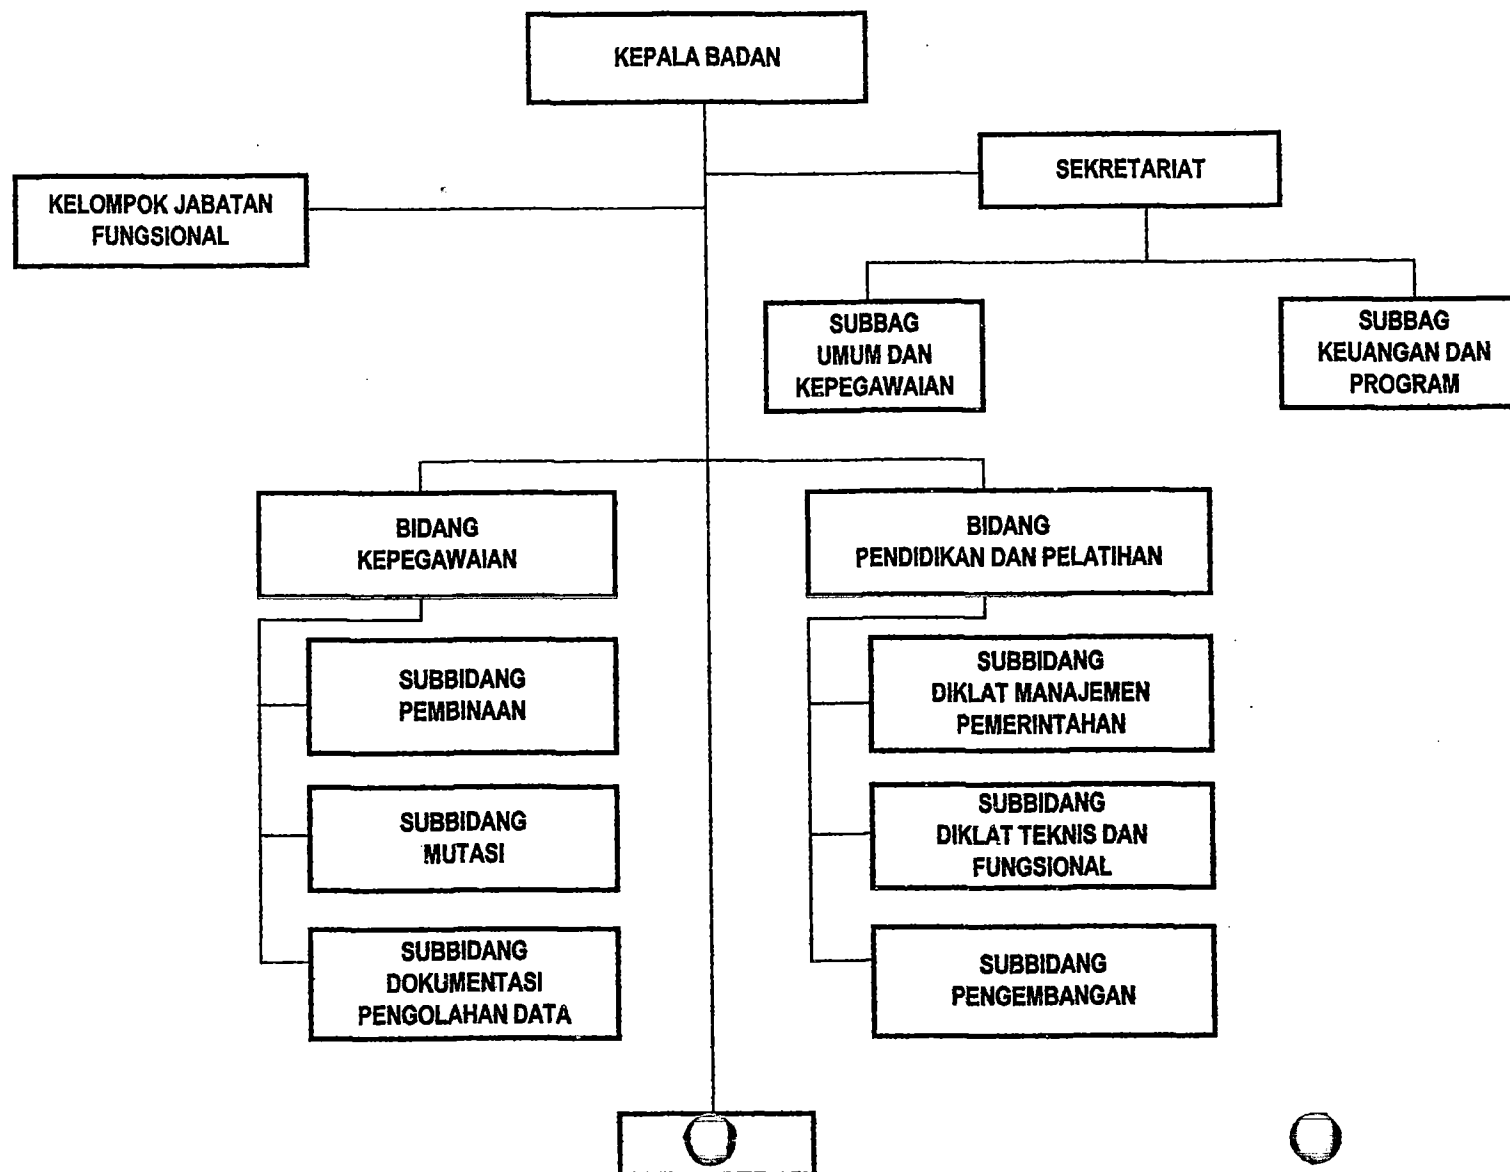 KEPALA BADAN
SEKRETARIAT
KELOMPOK JABATAN
FUNGSIONAL
SUBBAG
UMUM DAN
KEPEGAWAIAN
SUBBAG
KEUANGAN DAN
PROGRAM
BIDANG
KEPEGAWAIAN
BIDANG
PENDIDIKAN DAN PELATIHAN
SUBBIDANG
PEMBINAAN
SUBBIDANG
DIKLAT MANAJEMEN
PEMERINTAHAN
SUBBIDANG
MUTASI
SUBBIDANG
DIKLAT TEKNIS DAN
FUNGSIONAL
SUBBIDANG
DOKUMENTASI
PENGOLAHAN DATA
SUBBIDANG
PENGEMBANGAN